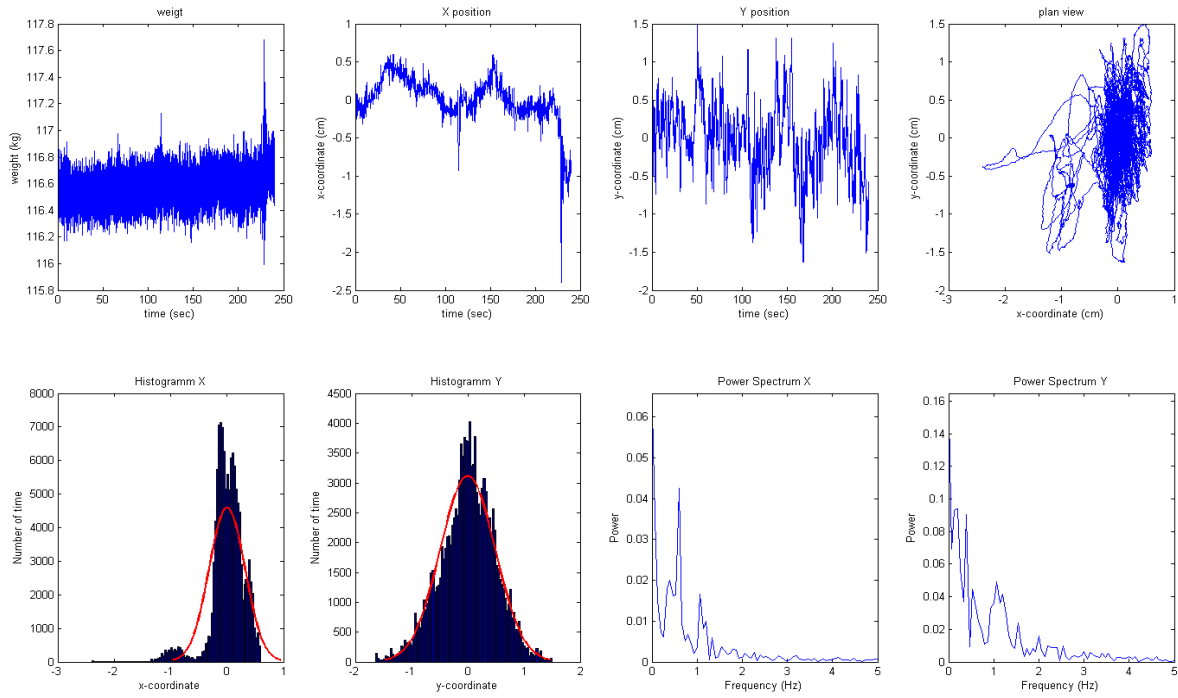 weigt
117.8
117.6
117.4
117.2
117
116.8
116.6
116.4
116.2
116
115.8
weight (kg)
0 50 100 150 200 250
time (sec)
X position
1
0.5
0
-0.5
-1
-1.5
-2
-2.5
x-coordinate (cm)
0 50 100 150 200 250
time (sec)
Y position
1.5
1
0.5
0
-0.5
-1
-1.5
-2
y-coordinate (cm)
0 50 100 150 200 250
time (sec)
plan view
1.5
1
0.5
0
-0.5
-1
-1.5
-2
y-coordinate (cm)
-3 -2 -1 0 1
x-coordinate (cm)
Histogramm X
8000
7000
6000
5000
4000
3000
2000
1000
0
Number of time
-3 -2 -1 0 1
x-coordinate
Histogramm Y
4500
4000
3500
3000
2500
2000
1500
1000
500
0
Number of time
-2 -1 0 1 2
y-coordinate
Power Spectrum X
0.06
0.05
0.04
0.03
0.02
0.01
0
Power
0 1 2 3 4 5
Frequency (Hz)
Power Spectrum Y
0.16
0.14
0.12
0.1
0.08
0.06
0.04
0.02
0
Power
0 1 2 3 4 5
Frequency (Hz)